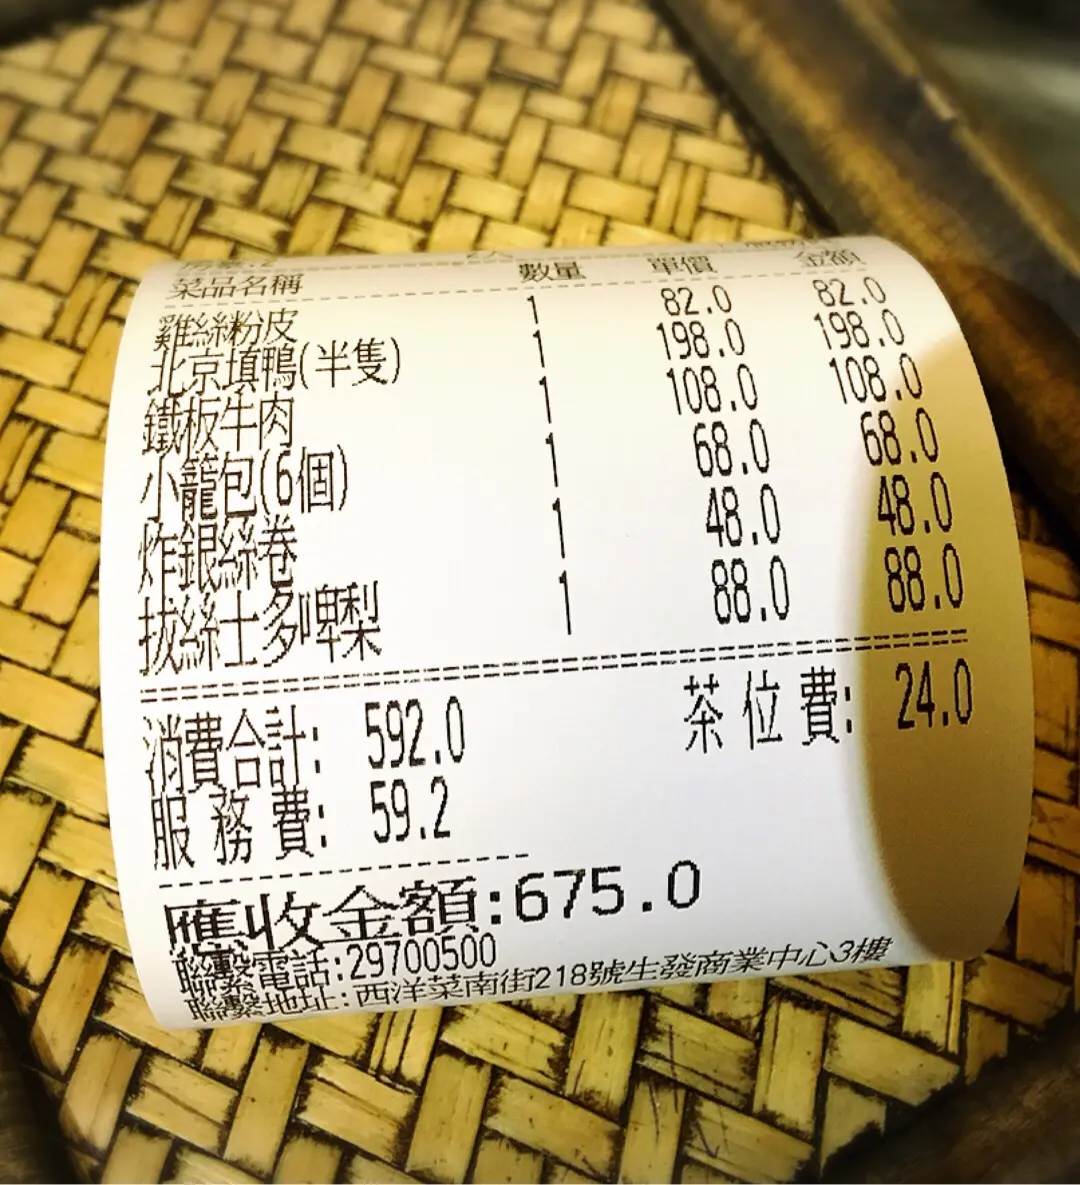 菜品名稱 數量 單價 金額
雞絲粉皮 1 82.0 82.0
北京填鴨(半隻) 1 198.0 198.0
鐵板牛肉 1 108.0 108.0
小籠包(6個) 1 68.0 68.0
炸銀絲卷 1 48.0 48.0
拔絲士多啤梨 1 88.0 88.0
消費合計: 592.0 茶位費: 24.0
服務費: 59.2
應收金額:675.0
聯繫電話:29700500
聯繫地址:西洋菜南街218號生發商業中心3樓